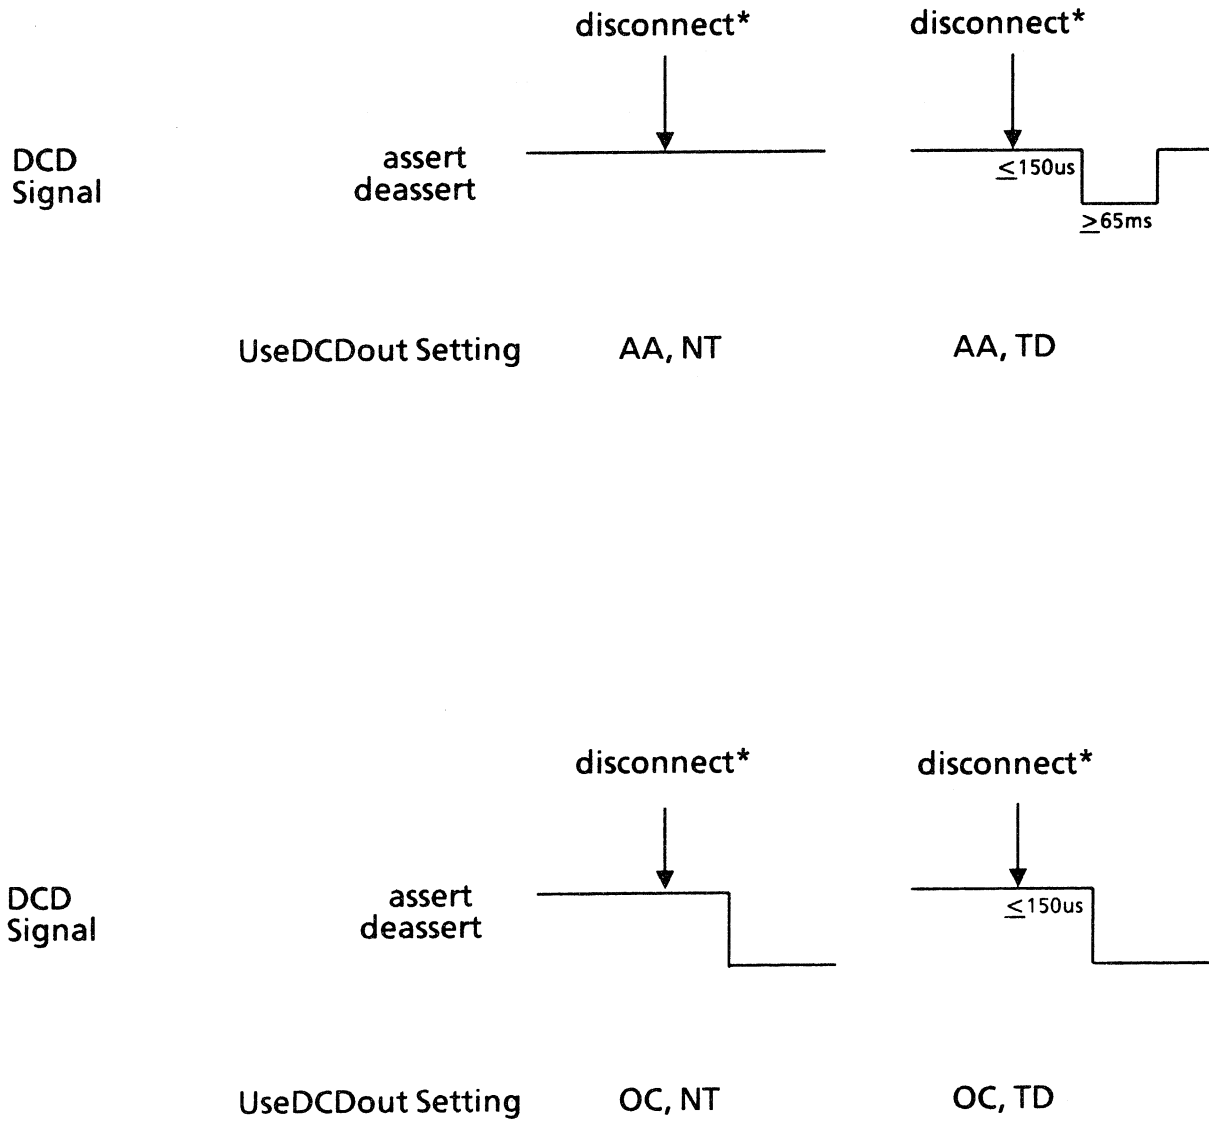 disconnect* disconnect*
DCD Signal
assert
deassert
≤150us
≥65ms
UseDCDout Setting AA, NT AA, TD
disconnect* disconnect*
DCD Signal
assert
deassert
≤150us
UseDCDout Setting OC, NT OC, TD